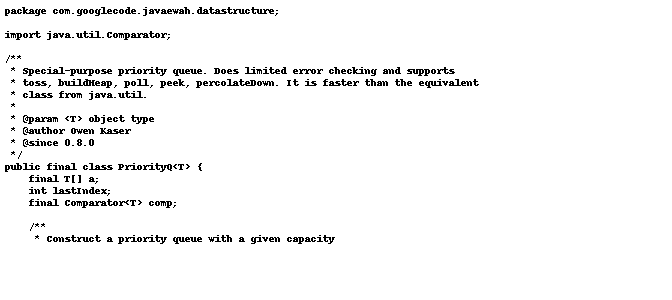 package com.googlecode.javaewah.datastructure;

import java.util.Comparator;

/**
 * Special-purpose priority queue. Does limited error checking and supports
 * toss, buildHeap, poll, peek, percolateDown. It is faster than the equivalent
 * class from java.util.
 *
 * @param <T> object type
 * @author Owen Kaser
 * @since 0.8.0
 */
public final class PriorityQ<T> {
    final T[] a;
    int lastIndex;
    final Comparator<T> comp;

    /**
     * Construct a priority queue with a given capacity